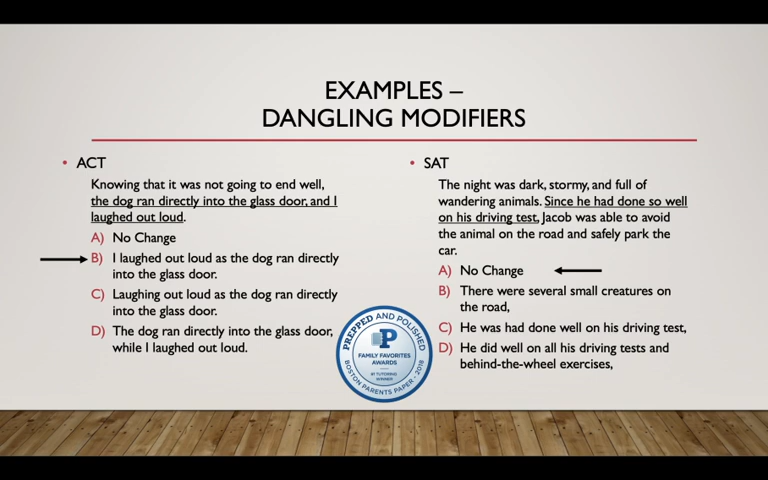 EXAMPLES –
DANGLING MODIFIERS
• ACT
Knowing that it was not going to end well,
the dog ran directly into the glass door, and I
laughed out loud.
A) No Change
B) I laughed out loud as the dog ran directly
into the glass door.
C) Laughing out loud as the dog ran directly
into the glass door.
D) The dog ran directly into the glass door,
while I laughed out loud.
• SAT
The night was dark, stormy, and full of
wandering animals. Since he had done so well
on his driving test, Jacob was able to avoid
the animal on the road and safely park the
car.
A) No Change
B) There were several small creatures on
the road,
C) He was had done well on his driving test,
D) He did well on all his driving tests and
behind-the-wheel exercises,
PREPPED AND POLISHED
P
FAMILY FAVORITES
AWARDS
#1 TUTORING
WINNER
BOSTON PARENTS PAPER - 2018